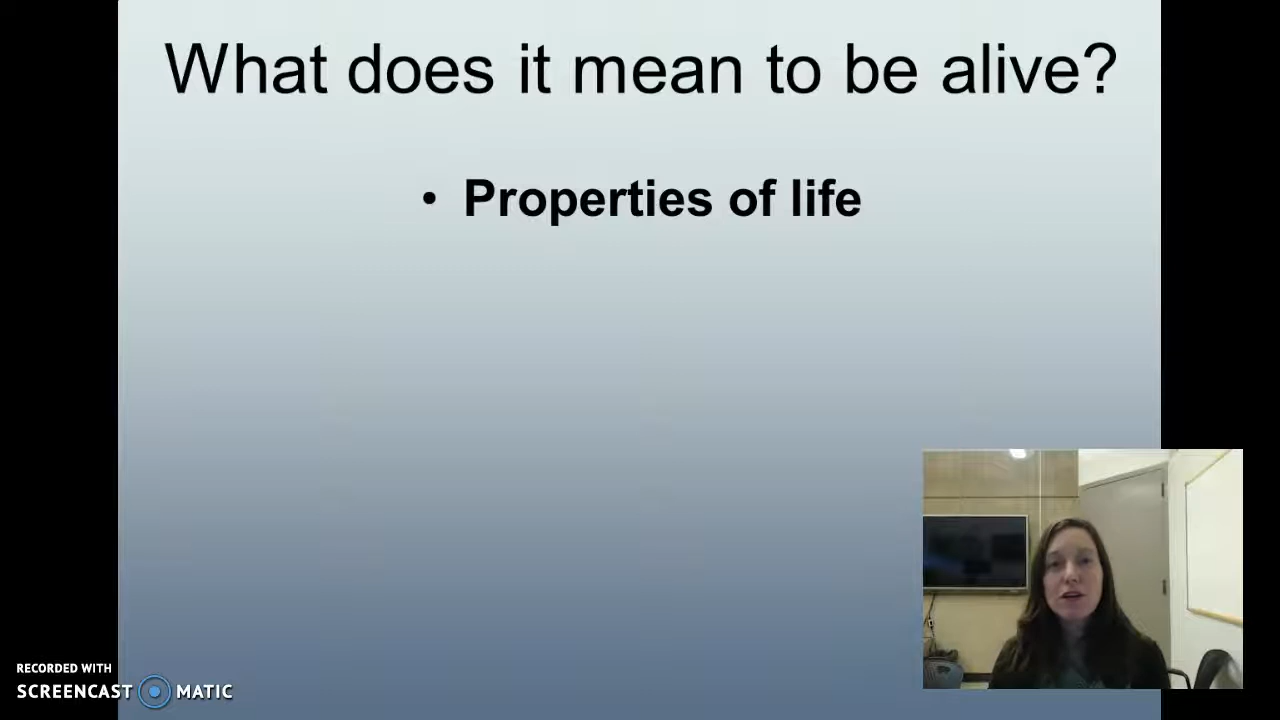 What does it mean to be alive?
• Properties of life
RECORDED WITH
SCREENCAST MATIC